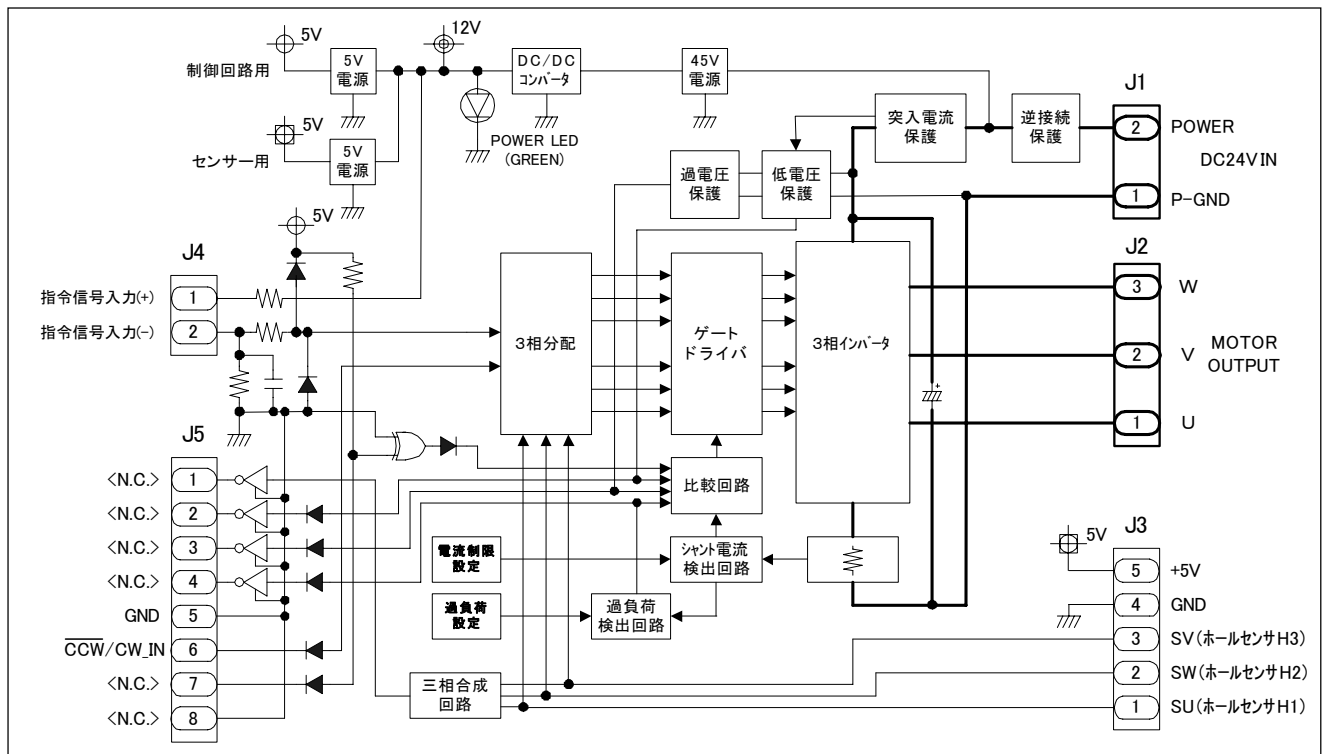 5V
12V
制御回路用
5V
電源
DC/DC
コンバータ
45V
電源
POWER LED
(GREEN)
5V
センサー用
5V
電源
突入電流
保護
逆接続
保護
過電圧
保護
低電圧
保護
J1
2
POWER
DC24VIN
1
P-GND
5V
J4
指令信号入力(+)
1
指令信号入力(-)
2
3相分配
ゲート
ドライバ
3相インバータ
+
J2
3
W
2
V
MOTOR
OUTPUT
1
U
J5
<N.C.>
1
<N.C.>
2
<N.C.>
3
<N.C.>
4
GND
5
CCW/CW_IN
6
<N.C.>
7
<N.C.>
8
比較回路
電流制限
設定
シャント電流
検出回路
過負荷
設定
過負荷
検出回路
三相合成
回路
J3
5V
5
+5V
4
GND
3
SV(ホールセンサH3)
2
SW(ホールセンサH2)
1
SU(ホールセンサH1)